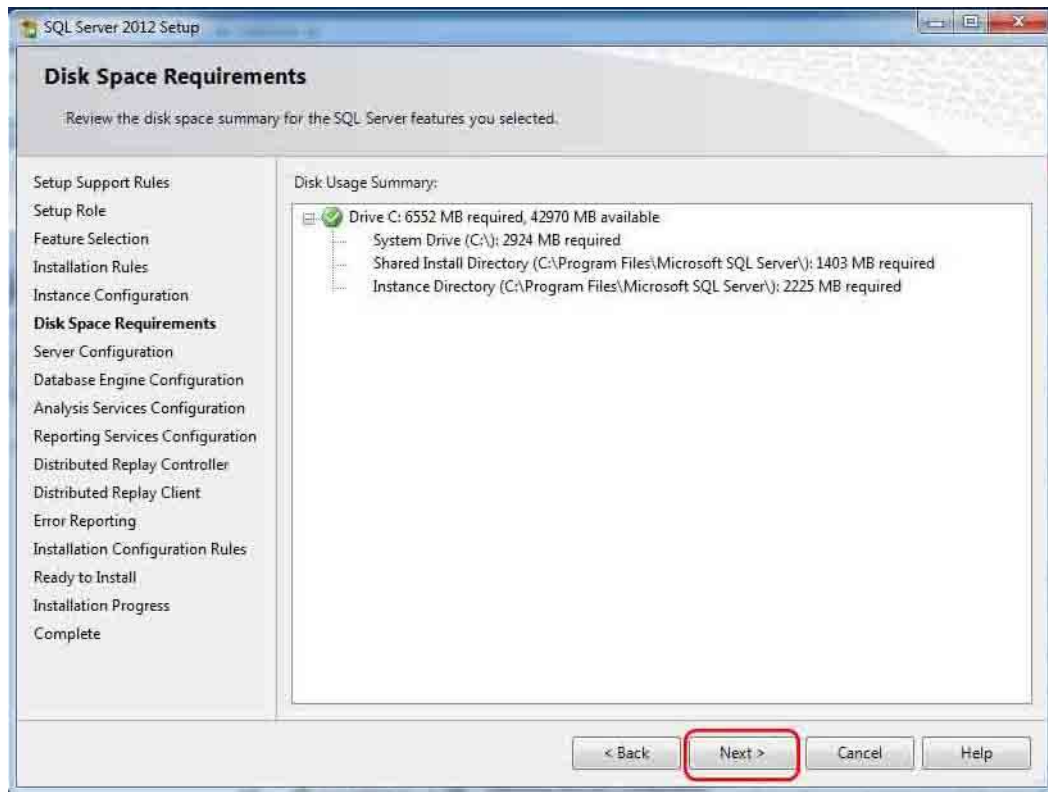 SQL Server 2012 Setup
Disk Space Requirements
Review the disk space summary for the SQL Server features you selected.
Setup Support Rules
Setup Role
Feature Selection
Installation Rules
Instance Configuration
Disk Space Requirements
Server Configuration
Database Engine Configuration
Analysis Services Configuration
Reporting Services Configuration
Distributed Replay Controller
Distributed Replay Client
Error Reporting
Installation Configuration Rules
Ready to Install
Installation Progress
Complete
Disk Usage Summary:
Drive C: 6552 MB required, 42970 MB available
System Drive (C:\): 2924 MB required
Shared Install Directory (C:\Program Files\Microsoft SQL Server\): 1403 MB required
Instance Directory (C:\Program Files\Microsoft SQL Server\): 2225 MB required
< Back
Next >
Cancel
Help